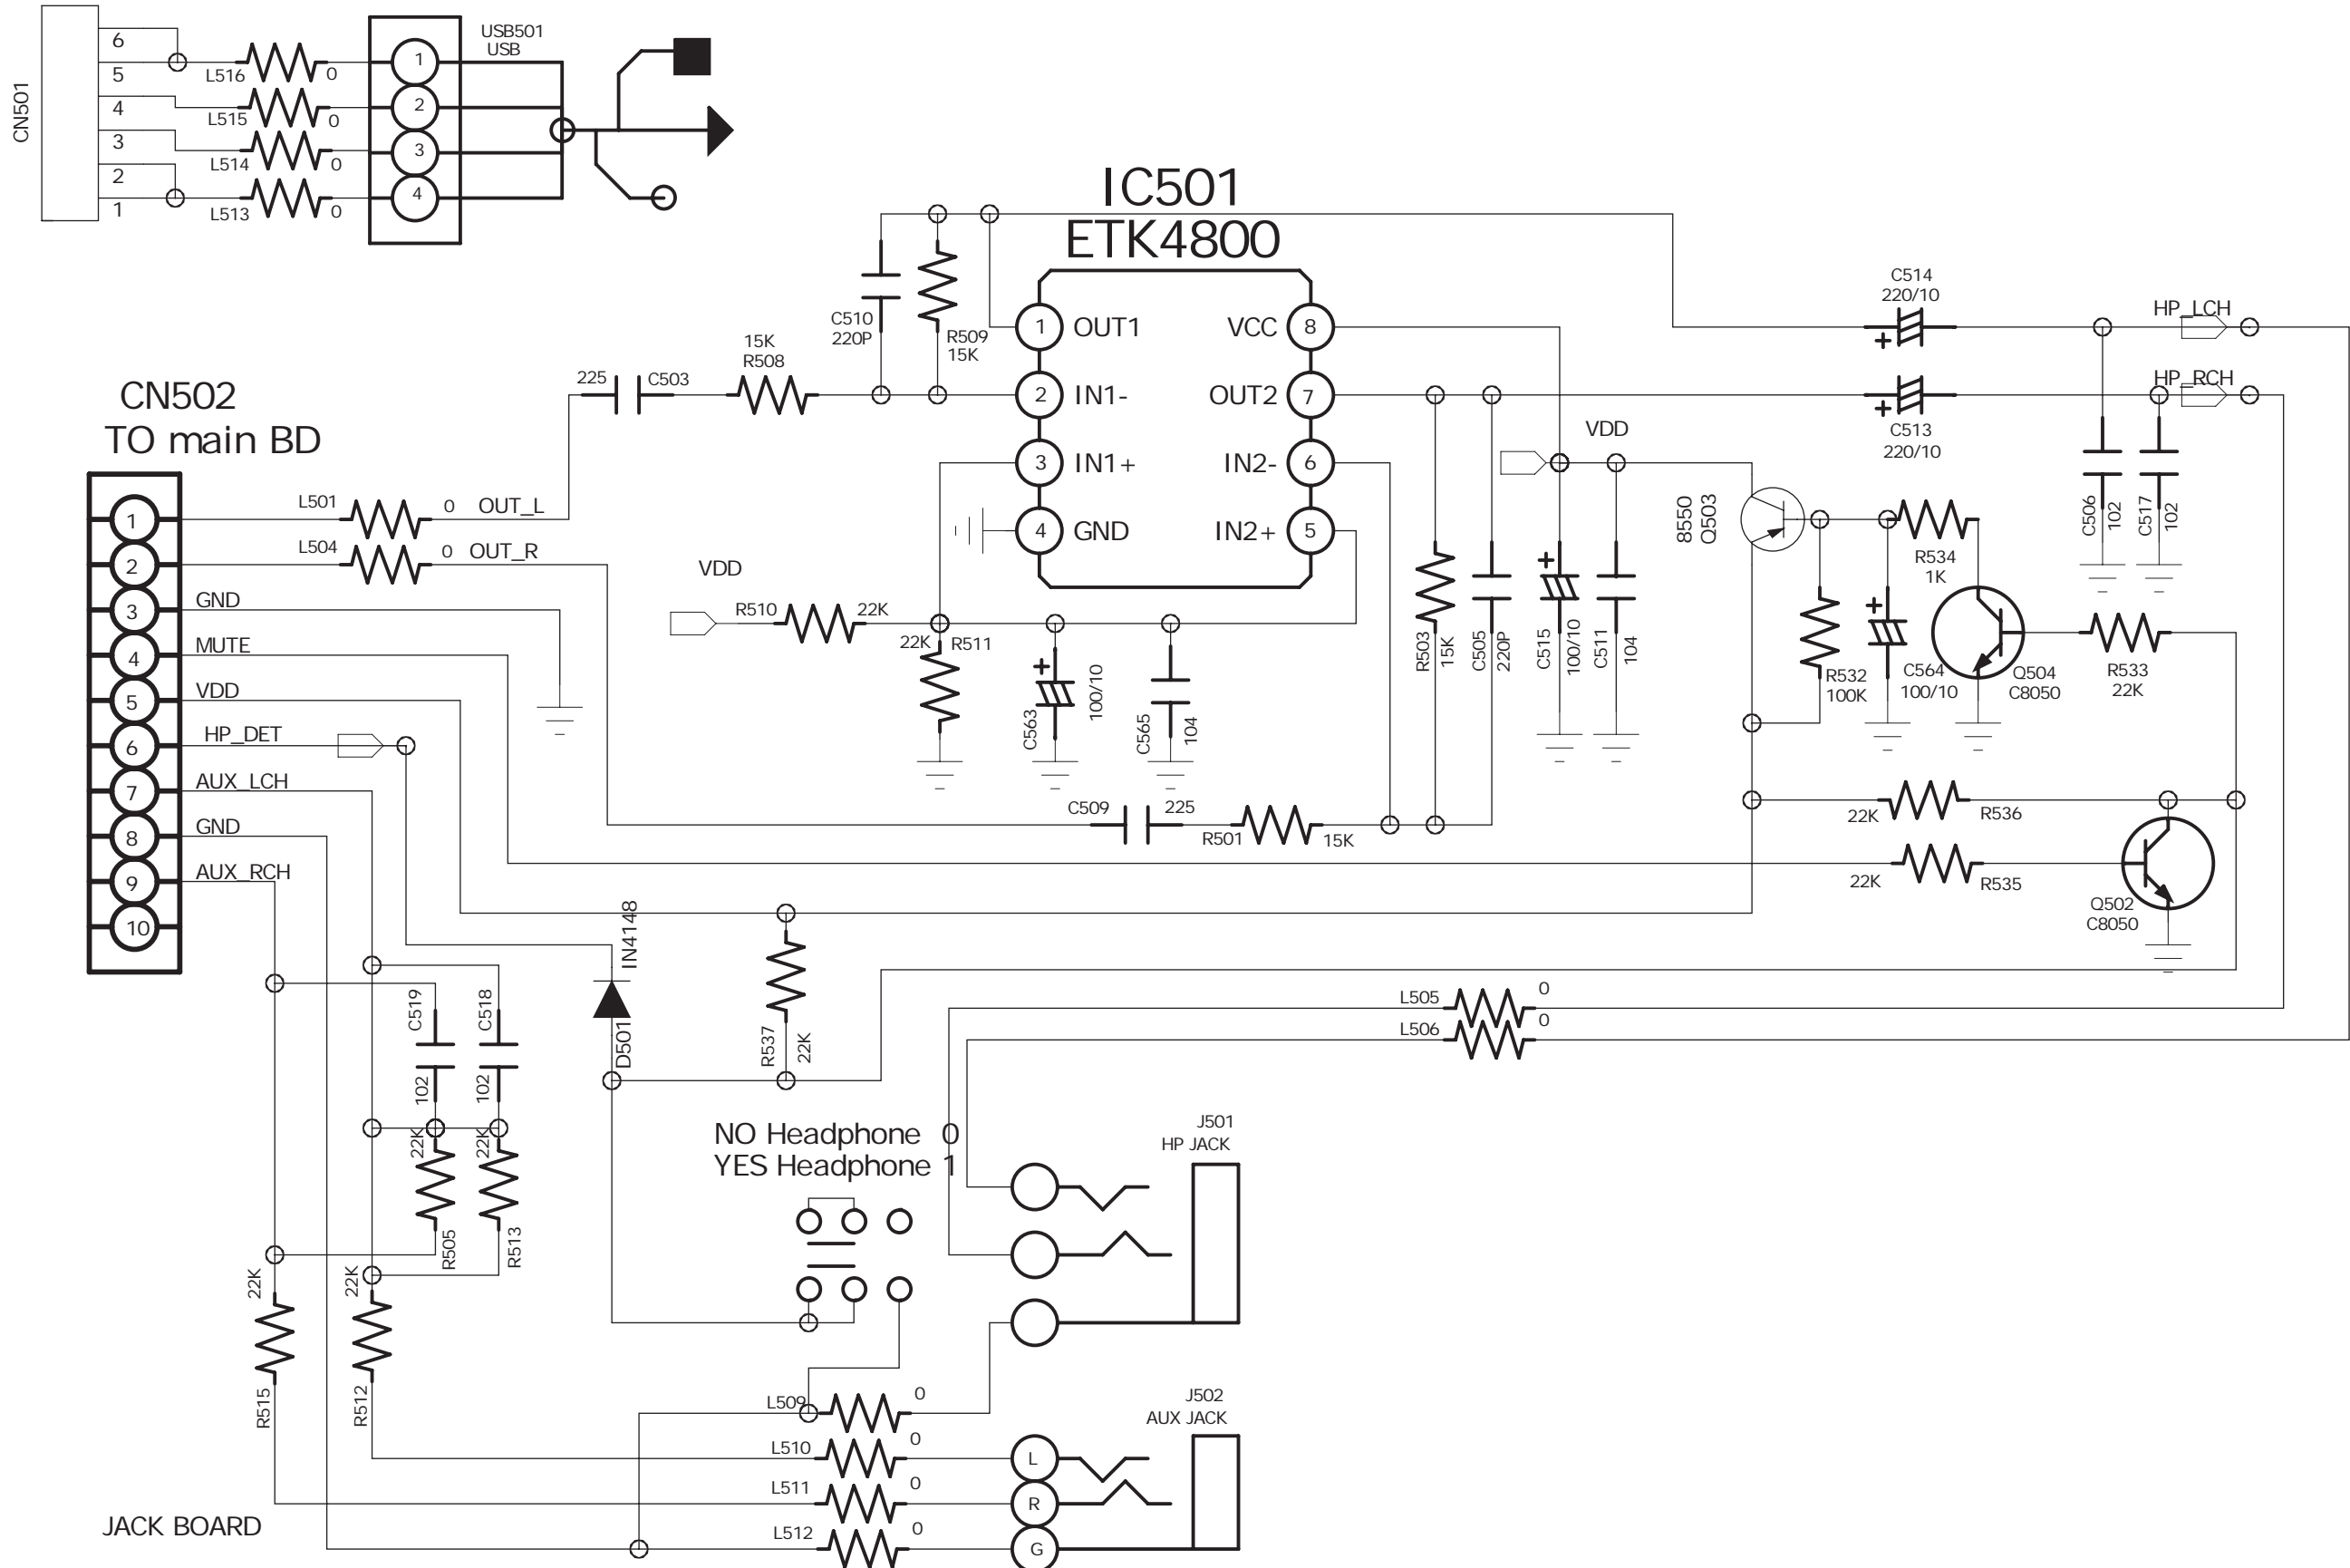 CN501
6
5
4
3
2
1
L516
0
L515
0
L514
0
L513
0
1
2
3
4
USB501
USB
IC501
ETK4800
1
OUT1
2
IN1-
3
IN1+
4
GND
VCC
8
OUT2
7
IN2-
6
IN2+
5
C510
220P
R509
15K
15K
R508
225
C503
C514
220/10
HP_LCH
HP_RCH
C513
220/10
VDD
CN502
TO main BD
1
2
3
4
5
6
7
8
9
10
L501
0
OUT_L
L504
0
OUT_R
GND
MUTE
VDD
HP_DET
AUX_LCH
GND
AUX_RCH
VDD
R510
22K
22K
R511
C563
100/10
C565
104
R503
15K
C505
220P
C515
100/10
C511
104
8550
Q503
R534
1K
C506
102
C517
102
R532
100K
C564
100/10
Q504
C8050
R533
22K
C509
225
R501
15K
22K
R536
22K
R535
Q502
C8050
IN4148
D501
R537
22K
C519
102
C518
102
22K
R505
22K
R513
22K
R515
22K
R512
L505
0
L506
0
NO Headphone 0
YES Headphone 1
J501
HP JACK
L509
0
L510
0
L511
0
L512
0
J502
AUX JACK
L
R
G
JACK BOARD